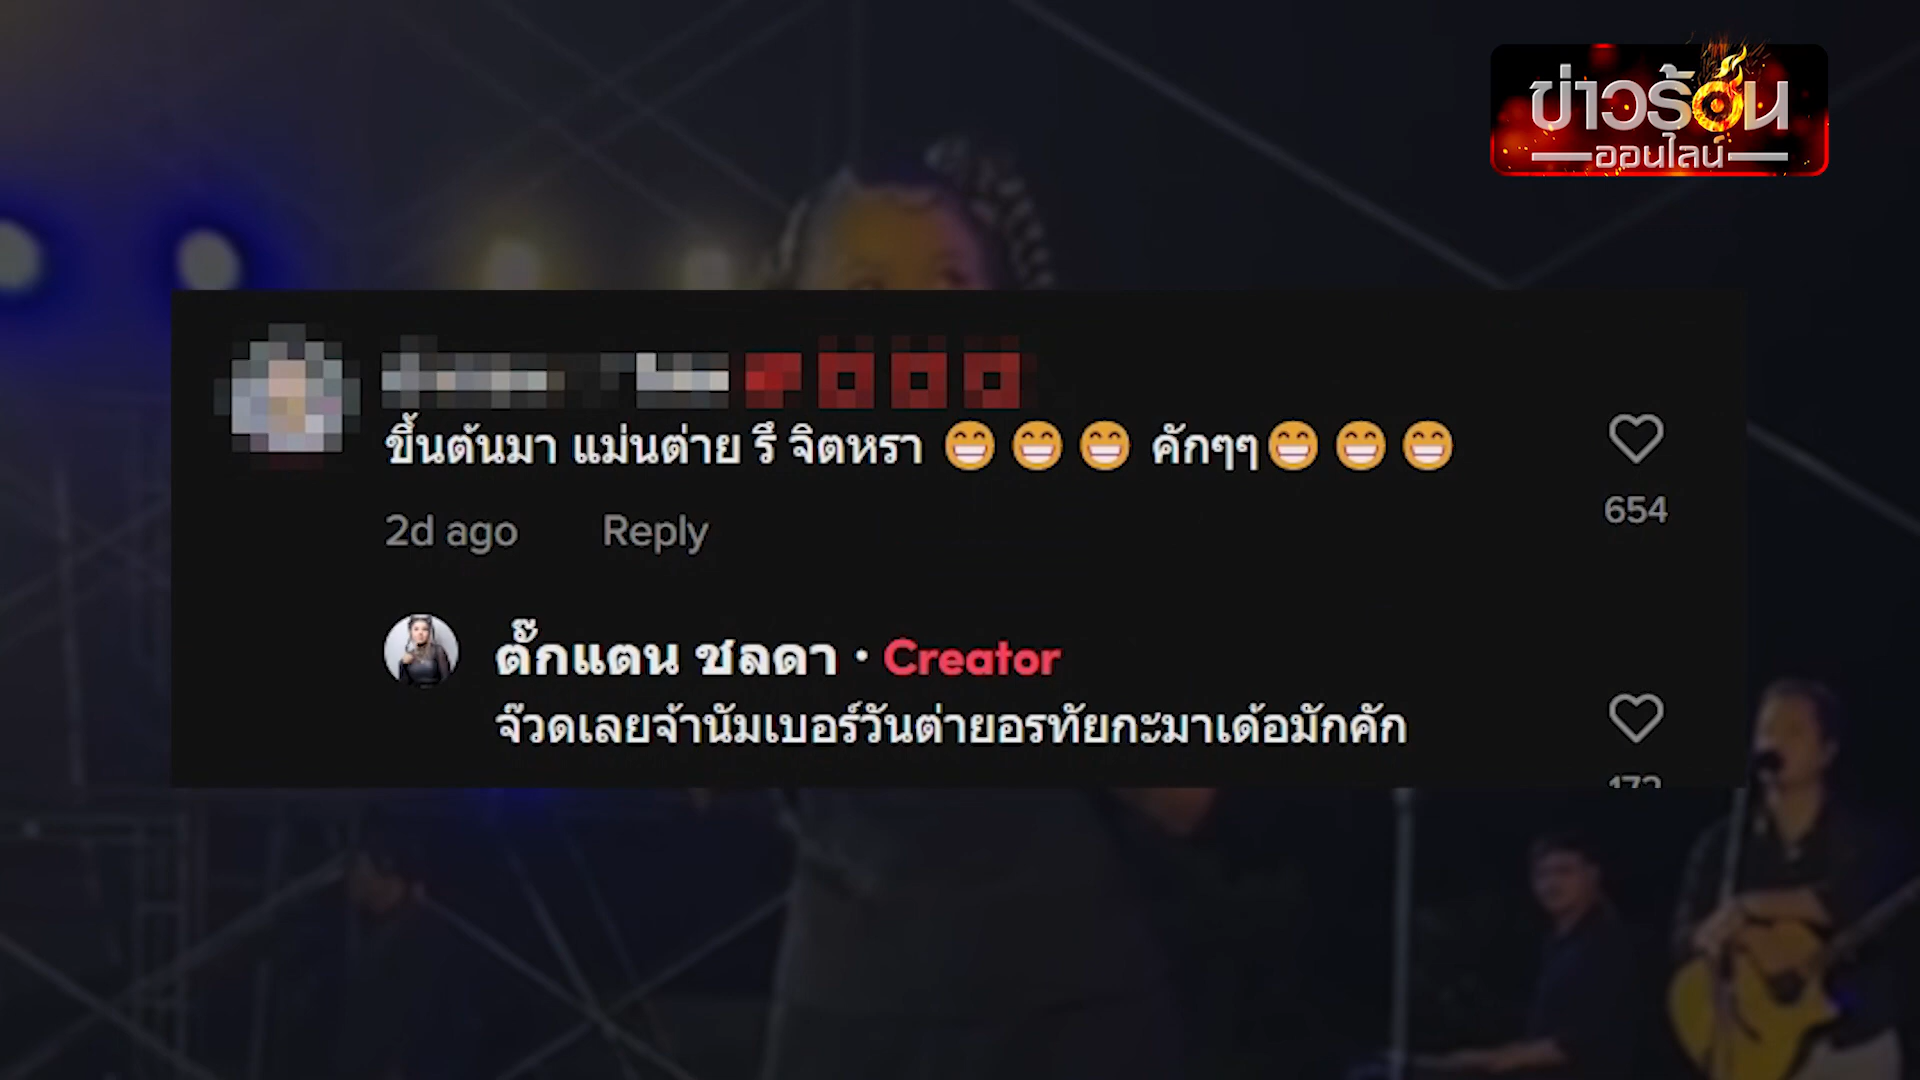 ข่าวร้อน
ออนไลน์
ขึ้นต้นมา แม่นต่าย รึ จิตหรา 😁 😁 😁 คักๆๆ😁 😁 😁
654
2d ago Reply
ตั๊กแตน ชลดา · Creator
จ๊วดเลยจ้านัมเบอร์วันต่ายอรทัยกะมาเด้อมักคัก